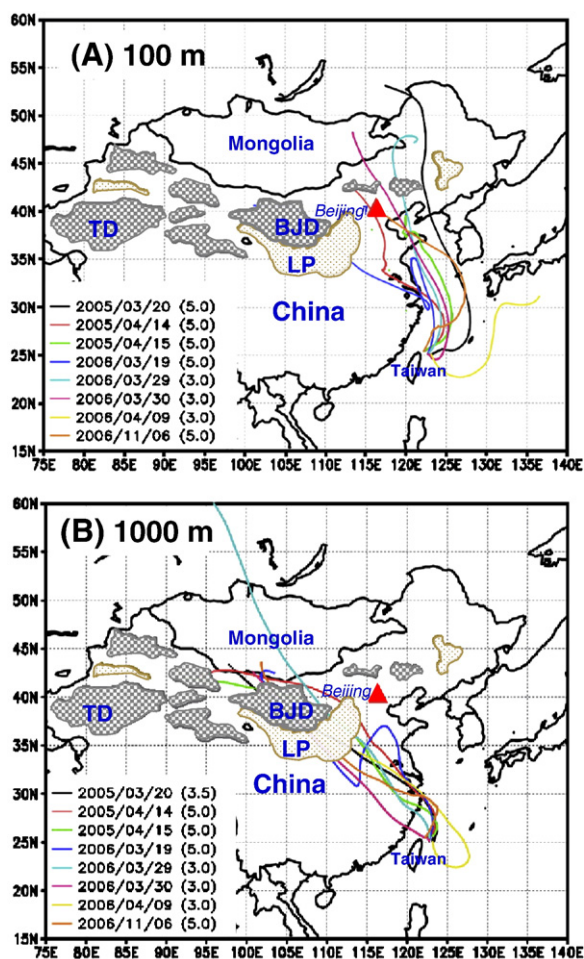 60N
(A) 100 m
55N
50N
Mongolia
45N
40N
TD
BJD
Beijing
35N
LP
China
30N
2005/03/20 (5.0)
2005/04/14 (5.0)
2005/04/15 (5.0)
25N
2006/03/19 (5.0)
2006/03/29 (3.0)
Taiwan
2006/03/30 (3.0)
20N
2006/04/09 (3.0)
2006/11/06 (5.0)
15N
75E 80E 85E 90E 95E 100E 105E 110E 115E 120E 125E 130E 135E 140E
60N
(B) 1000 m
55N
50N
Mongolia
45N
40N
TD
BJD
Beijing
35N
LP
China
30N
2005/03/20 (3.5)
2005/04/14 (5.0)
25N
2005/04/15 (5.0)
2006/03/19 (5.0)
Taiwan
2006/03/29 (3.0)
20N
2006/03/30 (3.0)
2006/04/09 (3.0)
2006/11/06 (5.0)
15N
75E 80E 85E 90E 95E 100E 105E 110E 115E 120E 125E 130E 135E 140E